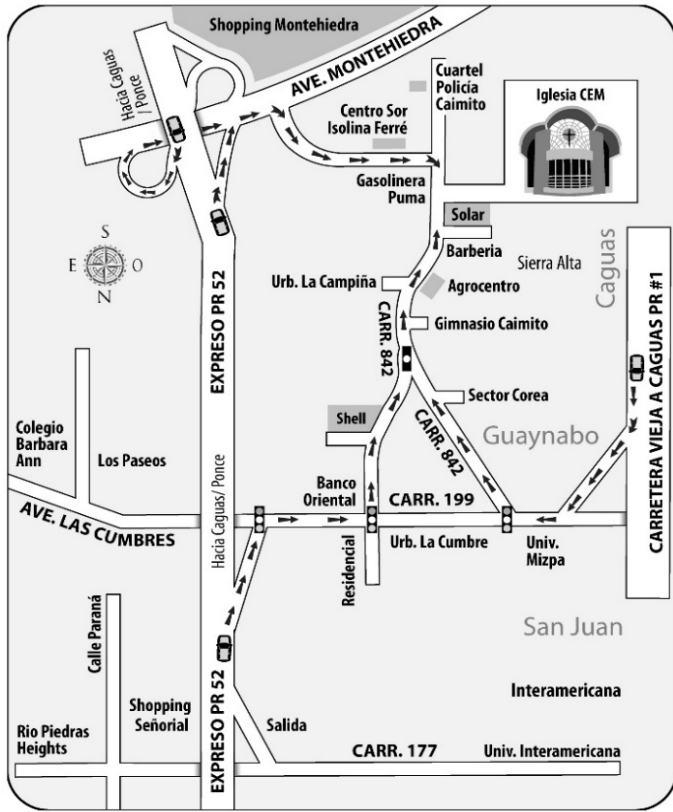 Shopping Montehiedra
AVE. MONTEHIEDRA
Hacia Caguas
/ Ponce
Cuartel
Policía
Caimito
Centro Sor
Isolina Ferré
Iglesia CEM
Gasolinera
Puma
Solar
Barberia
Sierra Alta
Caguas
S
E
O
N
Urb. La Campiña
Agrocentro
EXPRESO PR 52
CARR. 842
Gimnasio Caimito
Sector Corea
Shell
CARR. 842
Guaynabo
Colegio
Barbara
Ann
Los Paseos
Banco
Oriental
CARR. 199
CARRETERA VIEJA A CAGUAS PR #1
AVE. LAS CUMBRES
Hacia Caguas/ Ponce
Residencial
Urb. La Cumbre
Univ.
Mizpa
Calle Paraná
San Juan
Interamericana
Shopping
Señorial
EXPRESO PR 52
Salida
Rio Piedras
Heights
CARR. 177
Univ. Interamericana